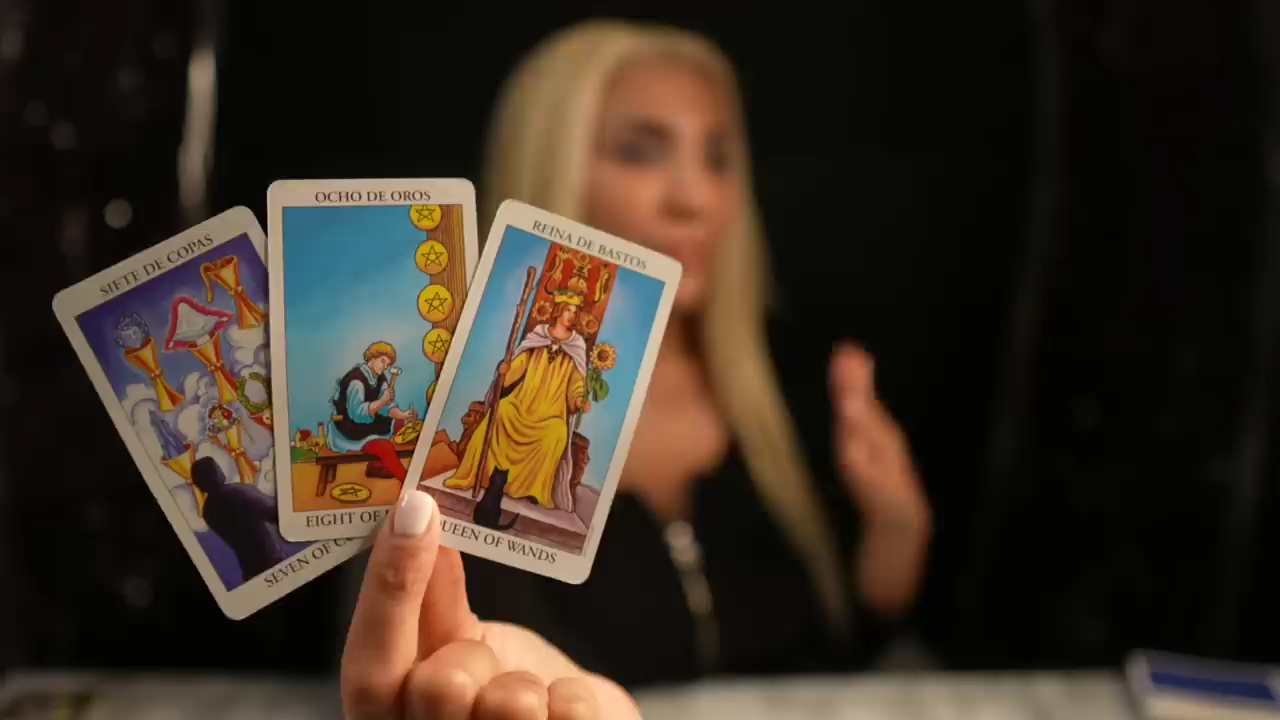 SIETE DE COPAS
SEVEN OF
OCHO DE OROS
EIGHT OF
REINA DE BASTOS
QUEEN OF WANDS